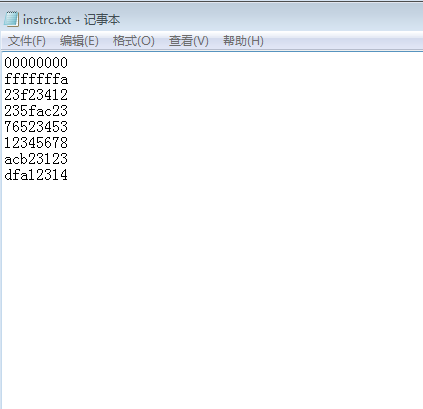 instrc.txt - 记事本
文件(F) 编辑(E) 格式(O) 查看(V) 帮助(H)
00000000
fffffffa
23f23412
235fac23
76523453
12345678
acb23123
dfa12314